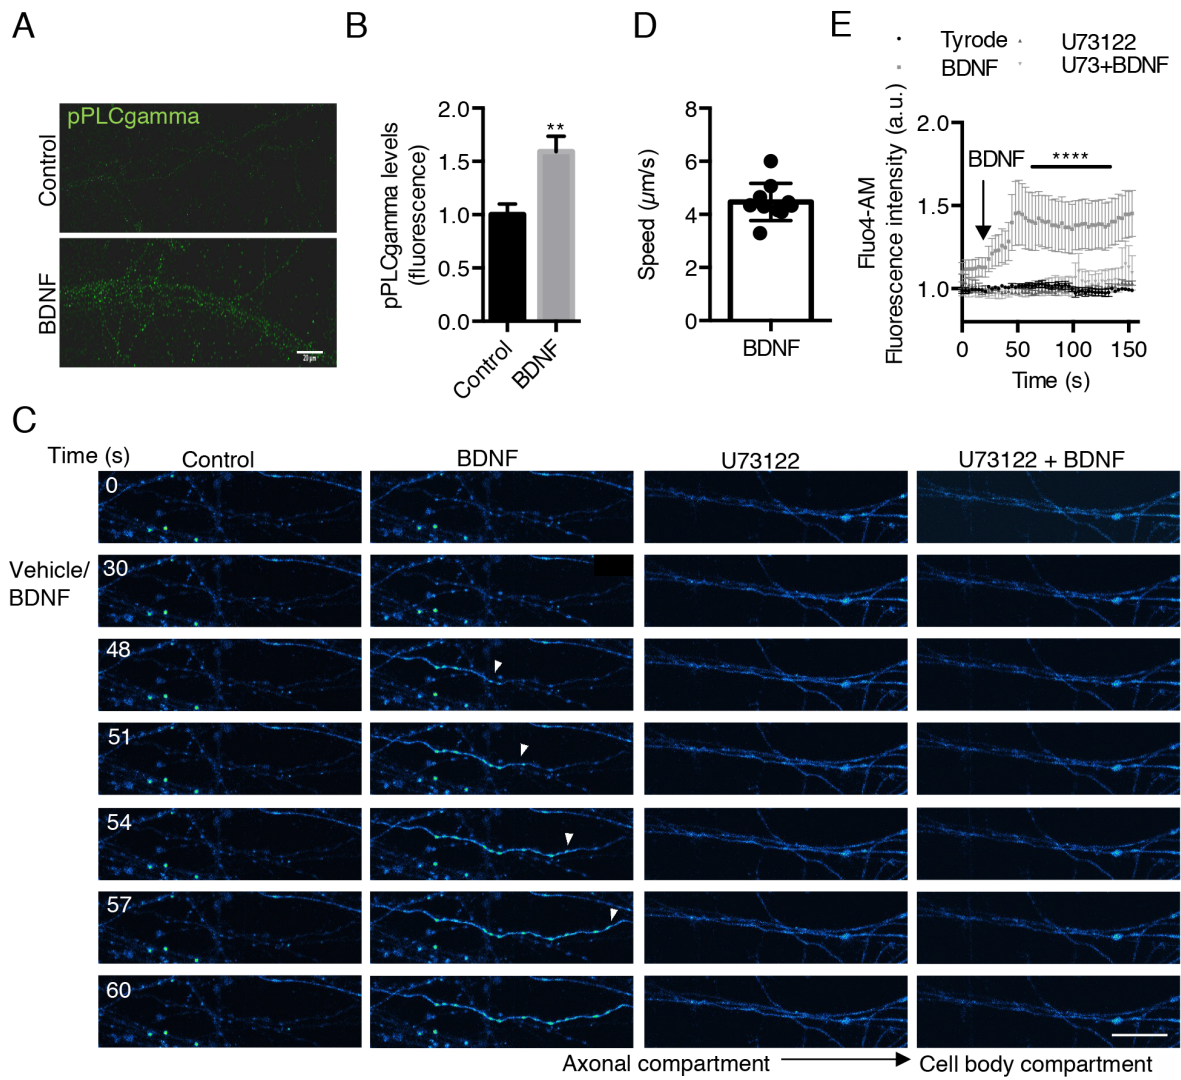 A
pPLCgamma
Control
BDNF
20 µm
B
pPLCgamma levels
(fluorescence)
2.0
1.5
1.0
0.5
0.0
**
Control
BDNF
D
Speed (µm/s)
8
6
4
2
0
BDNF
E
Tyrode
U73122
BDNF
U73+BDNF
Fluo4-AM
Fluorescence intensity (a.u.)
2.0
1.5
1.0
BDNF
****
0
50
100
150
Time (s)
C
Time (s)
Control
BDNF
U73122
U73122 + BDNF
0
Vehicle/
BDNF
30
48
51
54
57
60
Axonal compartment
Cell body compartment